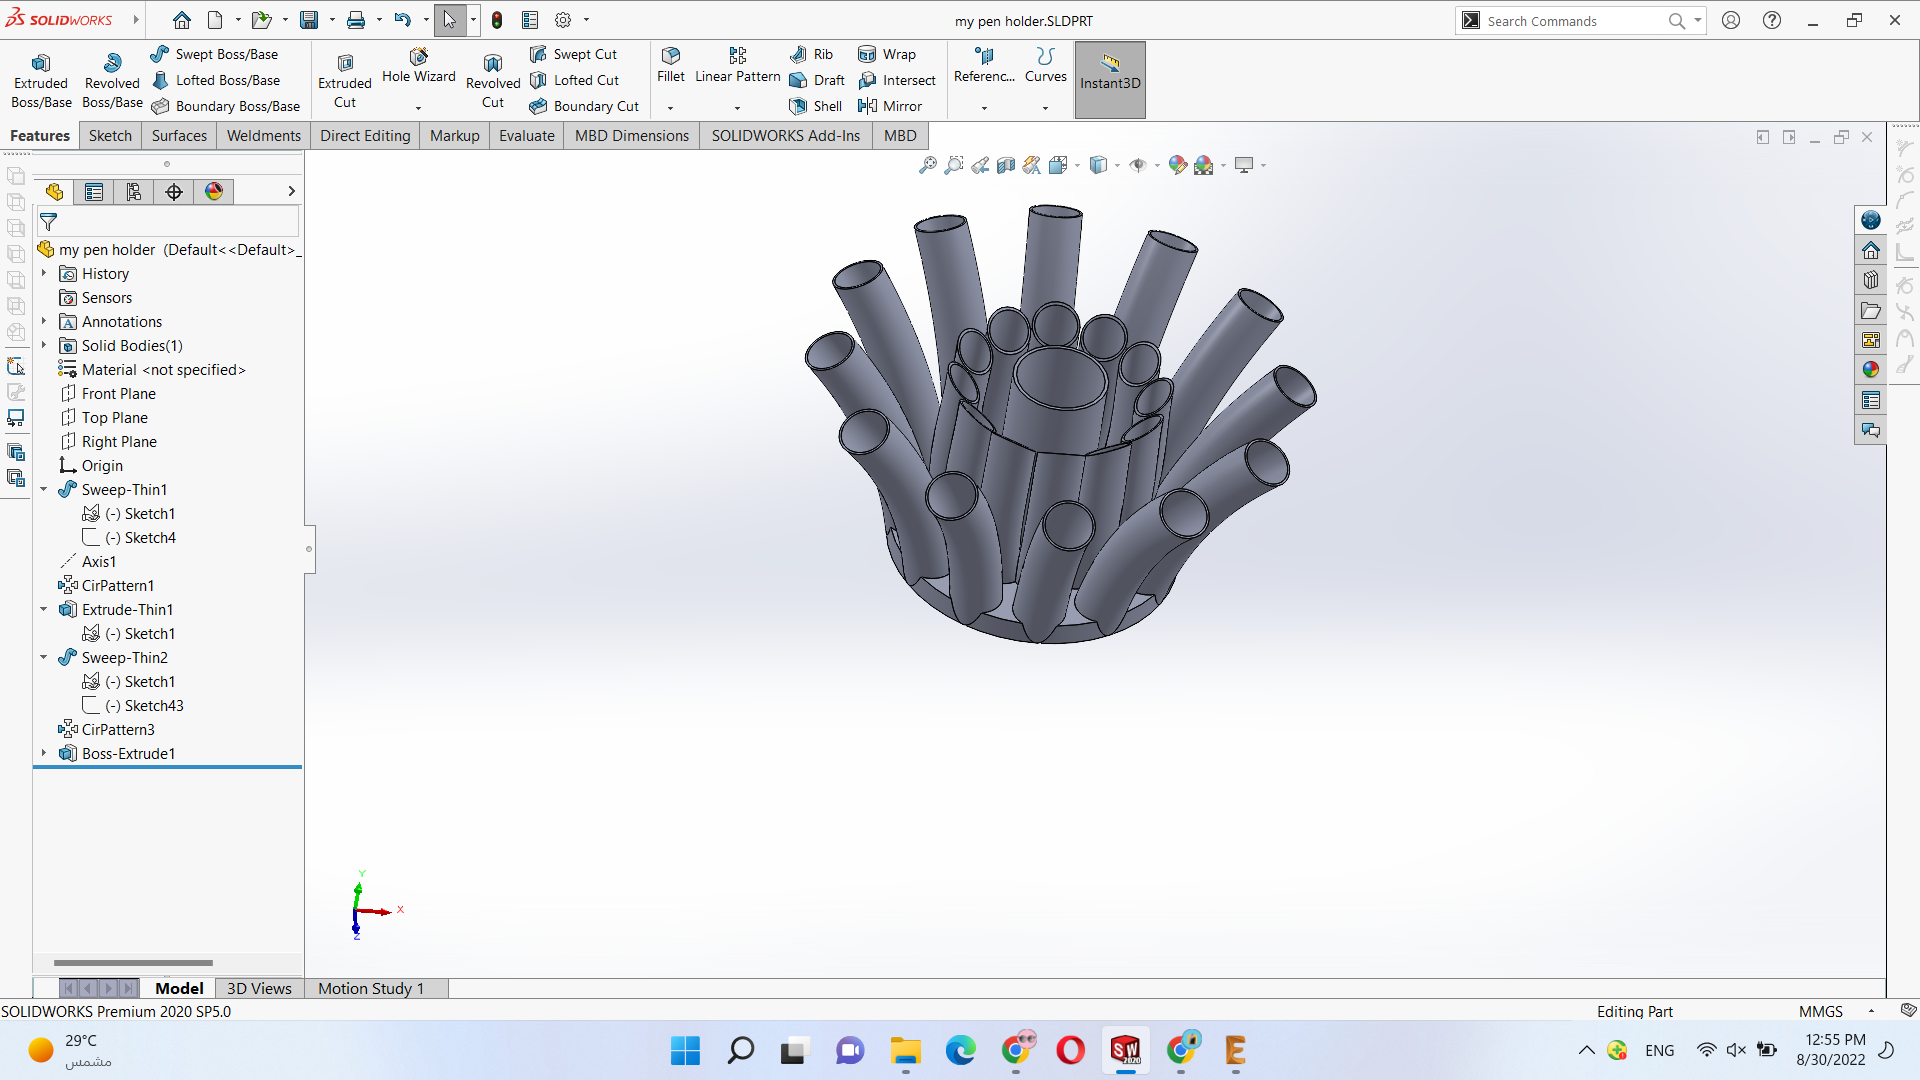 SOLIDWORKS
my pen holder.SLDPRT
Search Commands
Extruded Boss/Base
Revolved Boss/Base
Swept Boss/Base
Lofted Boss/Base
Boundary Boss/Base
Extruded Cut
Hole Wizard
Revolved Cut
Swept Cut
Lofted Cut
Boundary Cut
Fillet
Linear Pattern
Rib
Draft
Shell
Wrap
Intersect
Mirror
Referenc...
Curves
Instant3D
Features
Sketch
Surfaces
Weldments
Direct Editing
Markup
Evaluate
MBD Dimensions
SOLIDWORKS Add-Ins
MBD
my pen holder (Default<<Default>_
History
Sensors
Annotations
Solid Bodies(1)
Material <not specified>
Front Plane
Top Plane
Right Plane
Origin
Sweep-Thin1
(-) Sketch1
(-) Sketch4
Axis1
CirPattern1
Extrude-Thin1
(-) Sketch1
Sweep-Thin2
(-) Sketch1
(-) Sketch43
CirPattern3
Boss-Extrude1
Y
X
Z
Model
3D Views
Motion Study 1
SOLIDWORKS Premium 2020 SP5.0
Editing Part
MMGS
29°C
مشمس
SW
2020
ENG
12:55 PM
8/30/2022